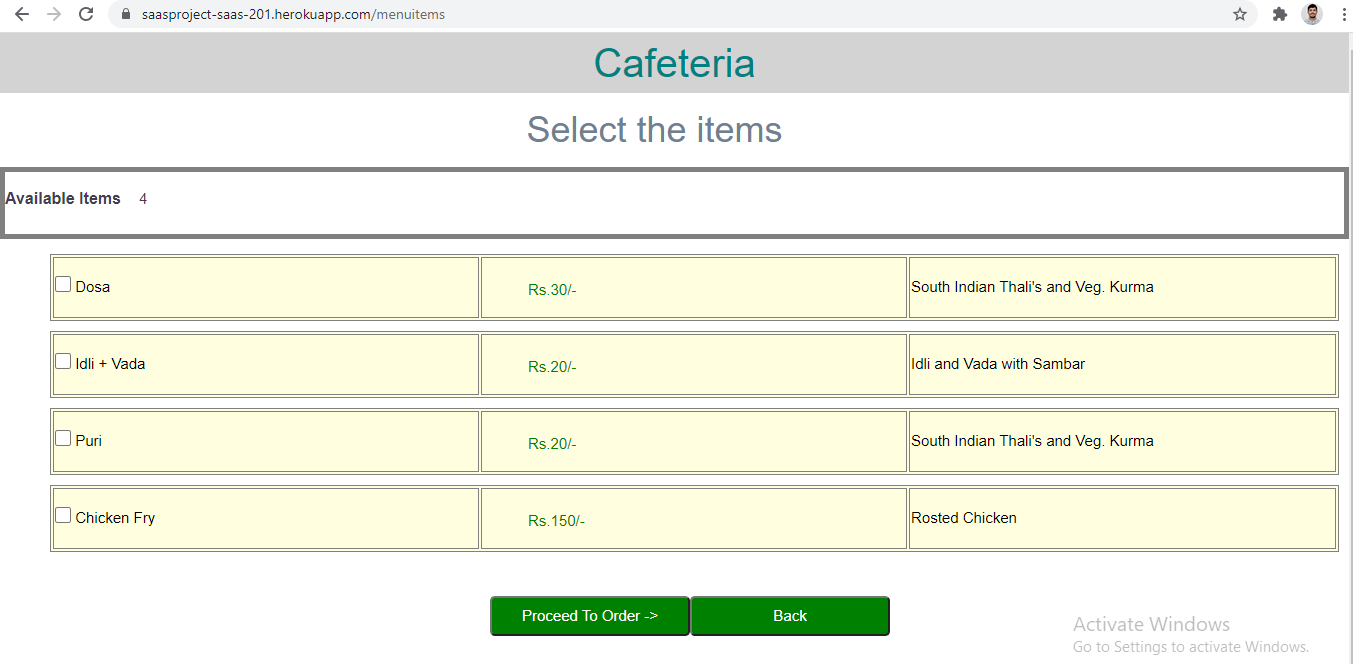 saasproject-saas-201.herokuapp.com/menuitems
Cafeteria
Select the items
Available Items 4
Dosa Rs.30/- South Indian Thali's and Veg. Kurma
Idli + Vada Rs.20/- Idli and Vada with Sambar
Puri Rs.20/- South Indian Thali's and Veg. Kurma
Chicken Fry Rs.150/- Rosted Chicken
Proceed To Order -> Back
Activate Windows
Go to Settings to activate Windows.